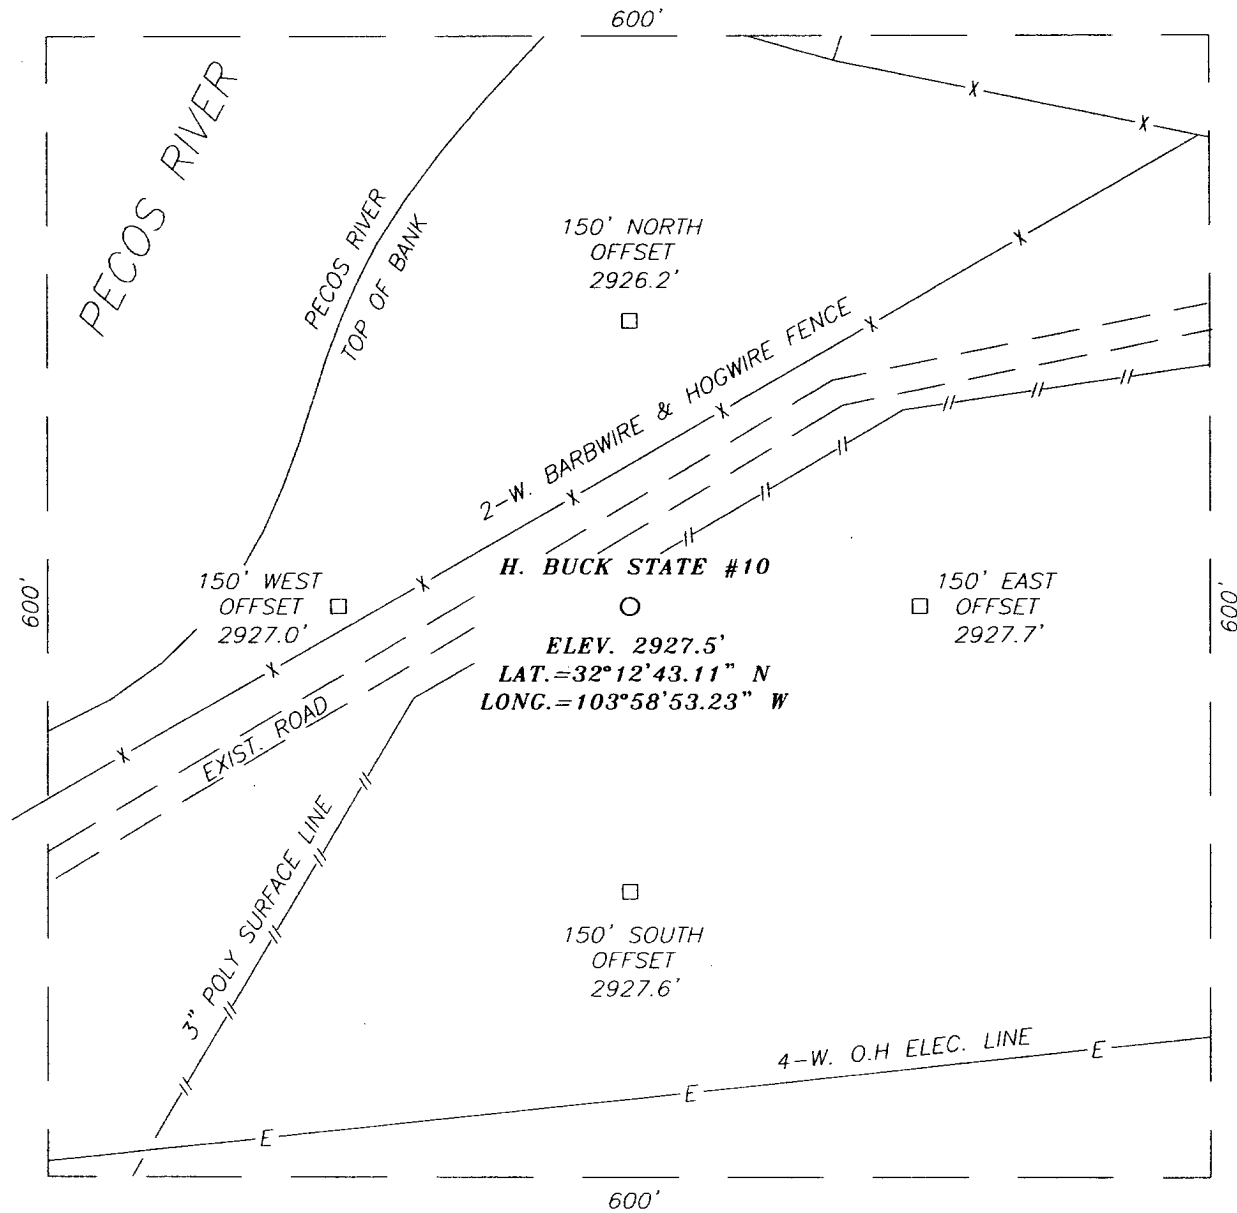 600'
PECOS RIVER
PECOS RIVER
TOP OF BANK
150' NORTH
OFFSET
2926.2'
2-W. BARBWIRE & HOGWIRE FENCE
X
X
X
X
X
X
X
X
X
600'
150' WEST
OFFSET
2927.0'
H. BUCK STATE #10
ELEV. 2927.5'
LAT.=32°12'43.11" N
LONG.=103°58'53.23" W
150' EAST
OFFSET
2927.7'
600'
EXIST. ROAD
3" POLY SURFACE LINE
150' SOUTH
OFFSET
2927.6'
4-W. O.H ELEC. LINE
E
E
E
600'